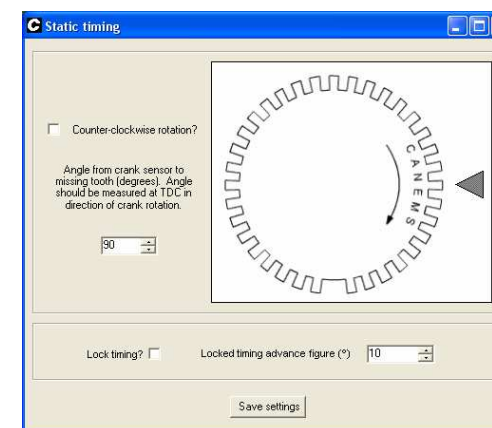 Static timing
Counter-clockwise rotation?
Angle from crank sensor to
missing tooth (degrees). Angle
should be measured at TDC in
direction of crank rotation.
90
CANEMS
Lock timing?
Locked timing advance figure (°)
10
Save settings